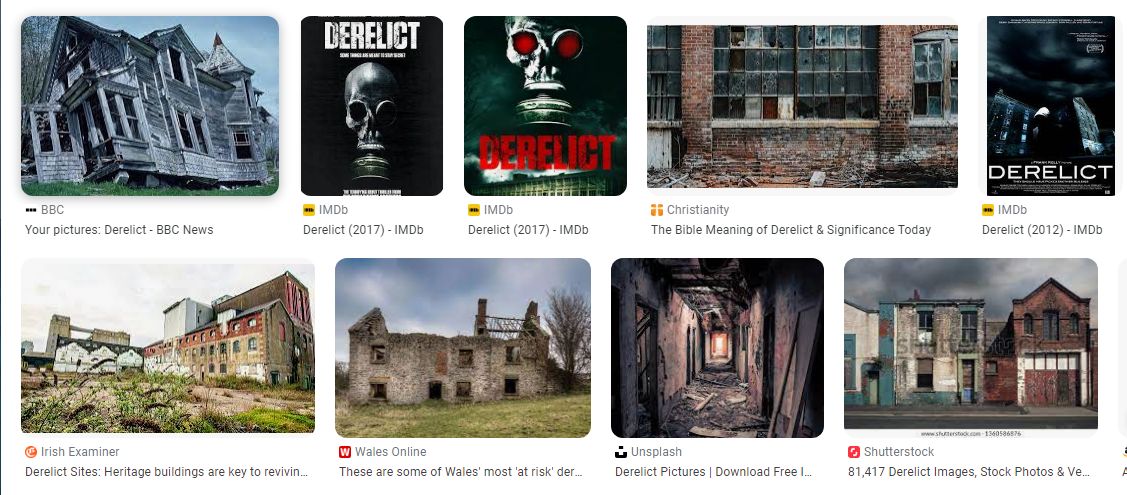 DERELICT
SOME THINGS ARE MEANT TO STAY SECRET
DERELICT
A FRANK KELLY PICTURE
DERELICT
BBC
Your pictures: Derelict - BBC News
IMDb
Derelict (2017) - IMDb
IMDb
Derelict (2017) - IMDb
Christianity
The Bible Meaning of Derelict & Significance Today
IMDb
Derelict (2012) - IMDb
www.shutterstock.com · 1360586876
Irish Examiner
Derelict Sites: Heritage buildings are key to revivin...
W
Wales Online
These are some of Wales' most 'at risk' der...
Unsplash
Derelict Pictures | Download Free I...
Shutterstock
81,417 Derelict Images, Stock Photos & Ve...